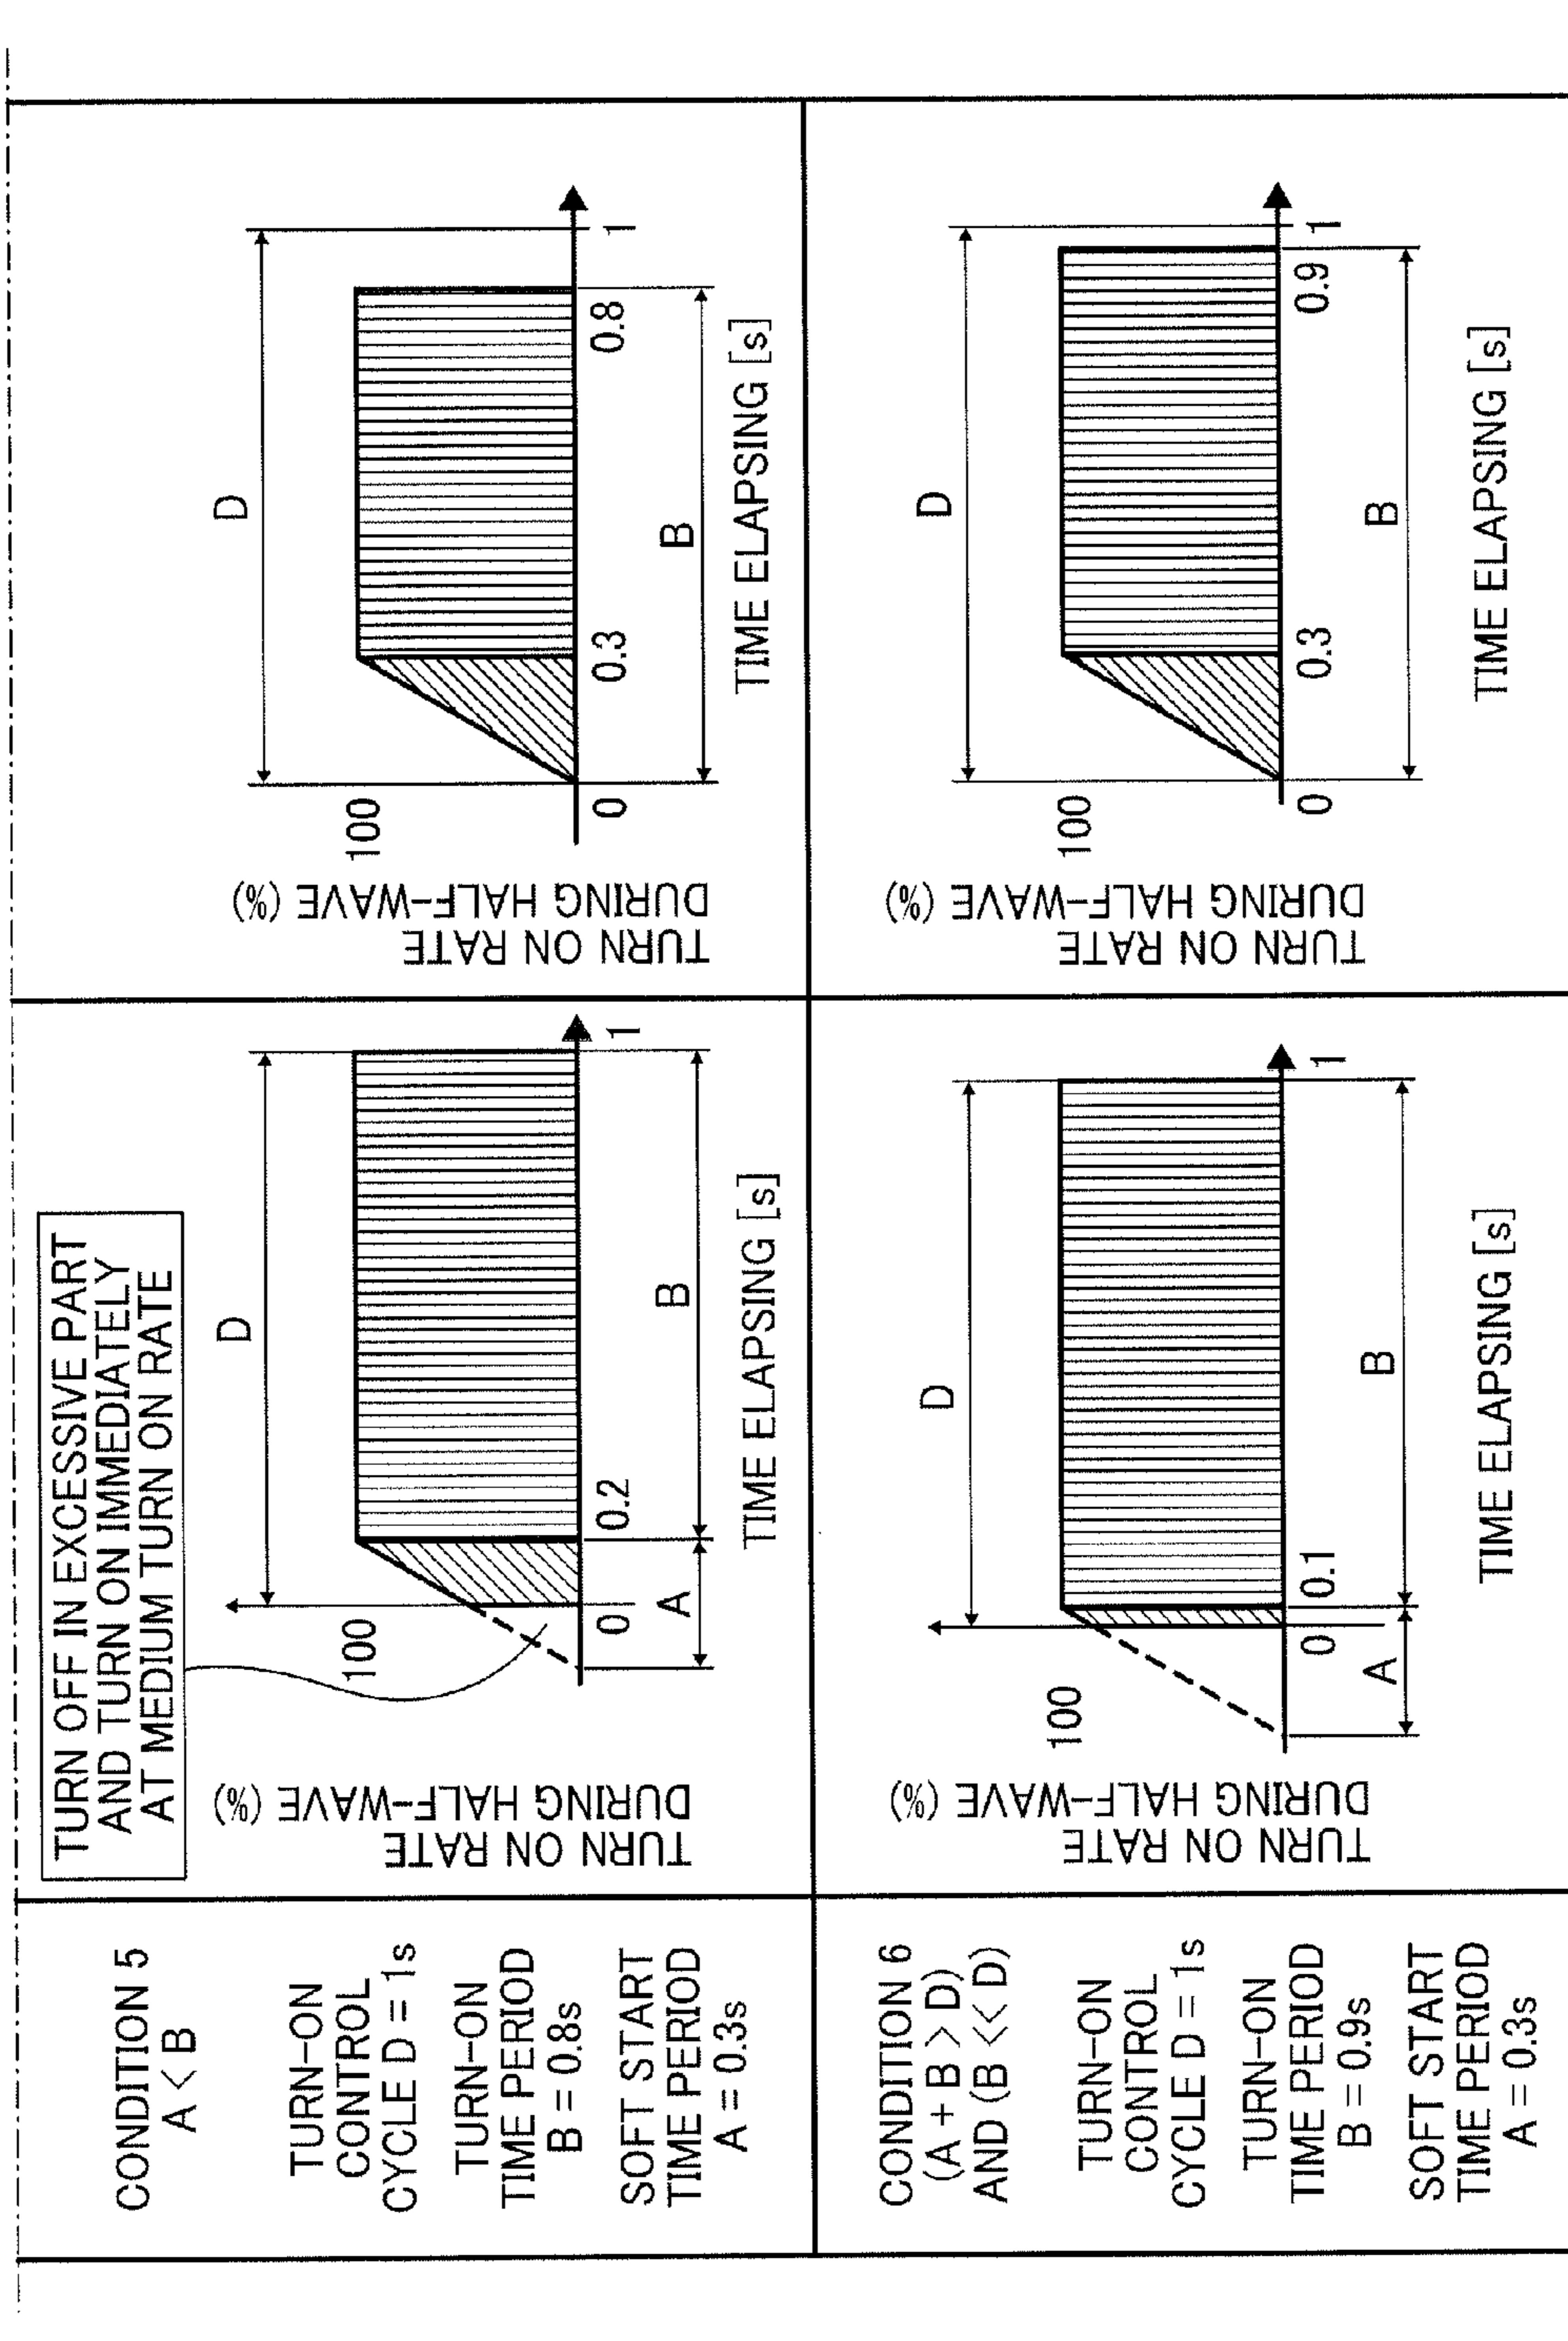 CONDITION 5
A < B
TURN-ON
CONTROL
CYCLE D = 1s
TURN-ON
TIME PERIOD
B = 0.8s
SOFT START
TIME PERIOD
A = 0.3s
TURN OFF IN EXCESSIVE PART
AND TURN ON IMMEDIATELY
AT MEDIUM TURN ON RATE
TURN ON RATE
DURING HALF-WAVE (%)
100
D
0
0.2
1
A
B
TIME ELAPSING [s]
TURN ON RATE
DURING HALF-WAVE (%)
100
D
0
0.3
0.8
1
B
TIME ELAPSING [s]
CONDITION 6
(A + B > D)
AND (B << D)
TURN-ON
CONTROL
CYCLE D = 1s
TURN-ON
TIME PERIOD
B = 0.9s
SOFT START
TIME PERIOD
A = 0.3s
TURN ON RATE
DURING HALF-WAVE (%)
100
D
0
0.1
1
A
B
TIME ELAPSING [s]
TURN ON RATE
DURING HALF-WAVE (%)
100
D
0
0.3
0.9
1
B
TIME ELAPSING [s]